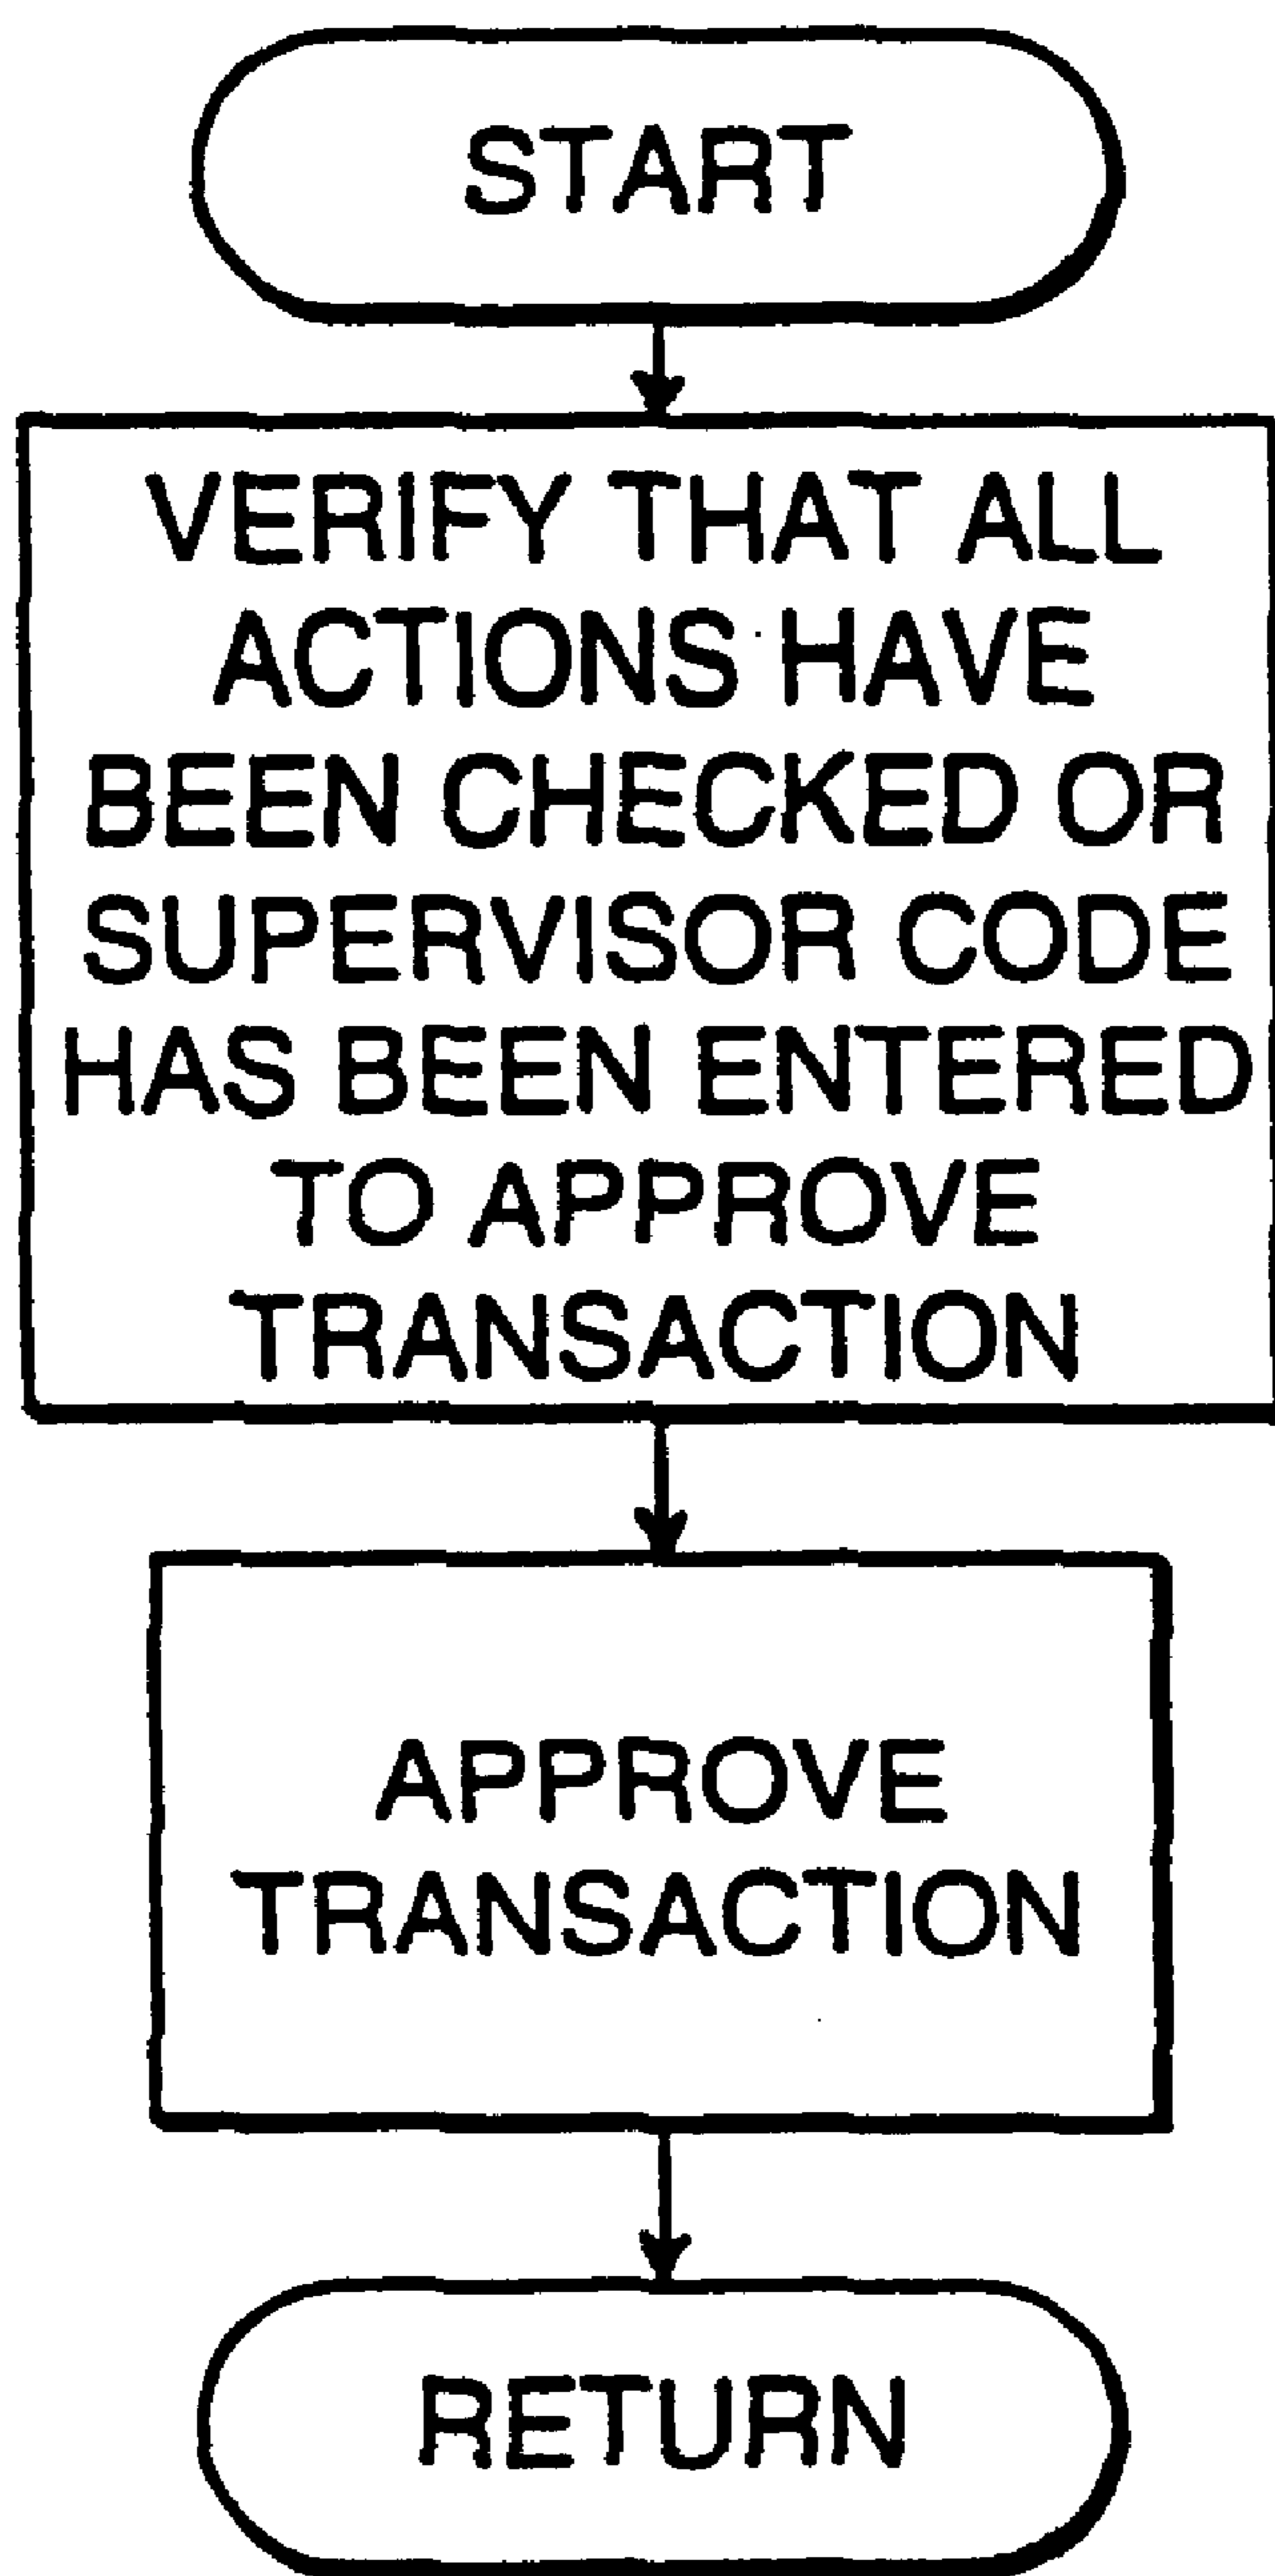 START
VERIFY THAT ALL
ACTIONS HAVE
BEEN CHECKED OR
SUPERVISOR CODE
HAS BEEN ENTERED
TO APPROVE
TRANSACTION
APPROVE
TRANSACTION
RETURN